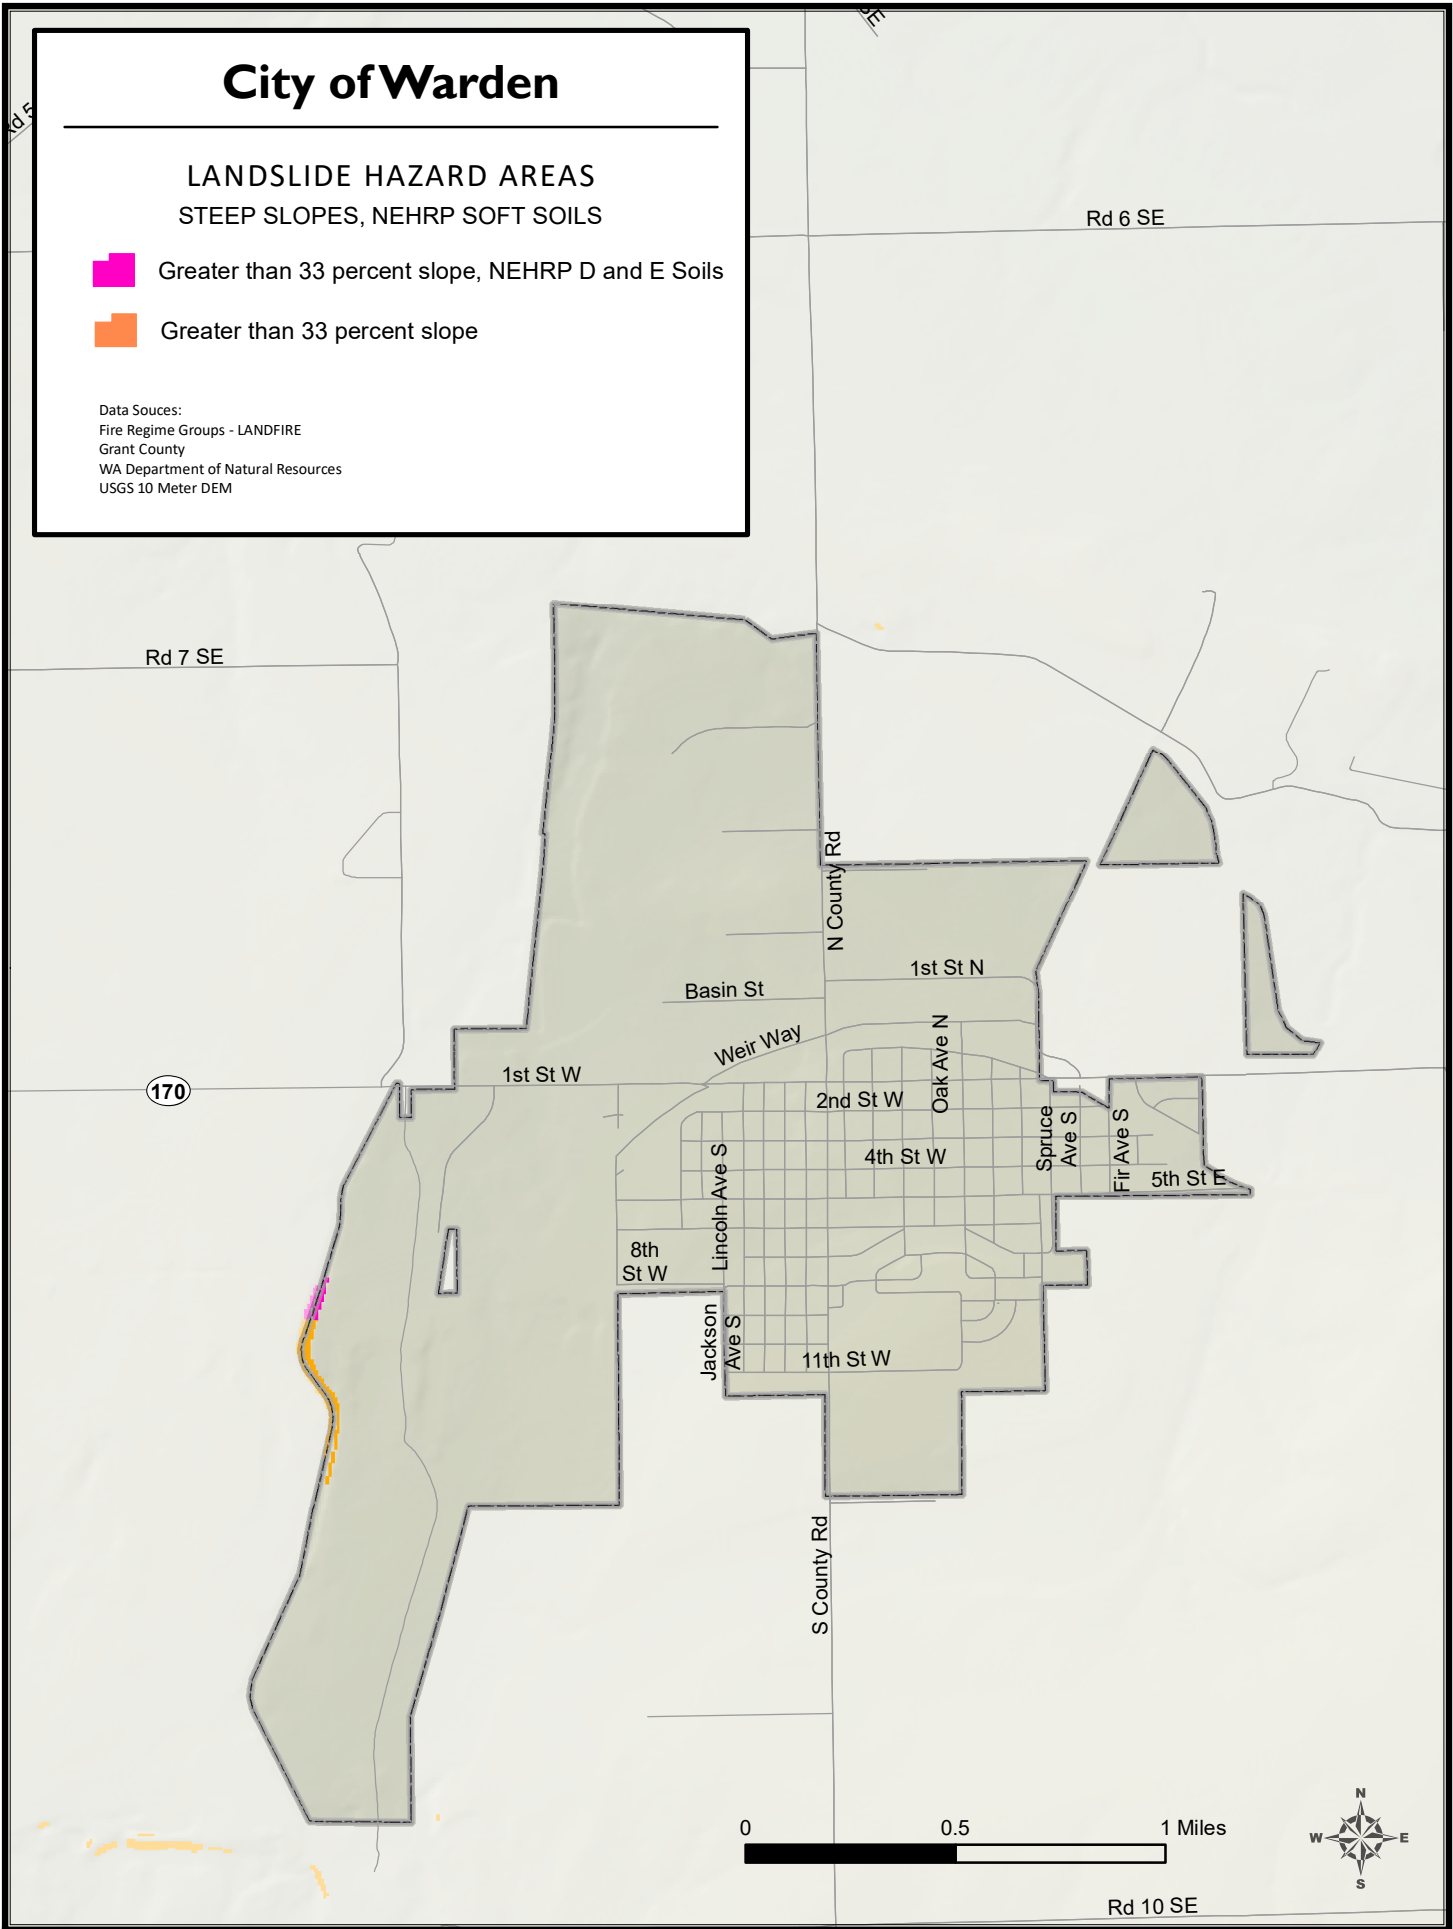 SE
Rd 5
City of Warden
LANDSLIDE HAZARD AREAS
STEEP SLOPES, NEHRP SOFT SOILS
Greater than 33 percent slope, NEHRP D and E Soils
Greater than 33 percent slope
Data Souces:
Fire Regime Groups - LANDFIRE
Grant County
WA Department of Natural Resources
USGS 10 Meter DEM
Rd 6 SE
Rd 7 SE
N County Rd
1st St N
Basin St
Weir Way
Oak Ave N
1st St W
170
2nd St W
Spruce
Ave S
Fir Ave S
4th St W
Lincoln Ave S
5th St E
8th
St W
Jackson
Ave S
11th St W
S County Rd
0 0.5 1 Miles
N
W E
S
Rd 10 SE